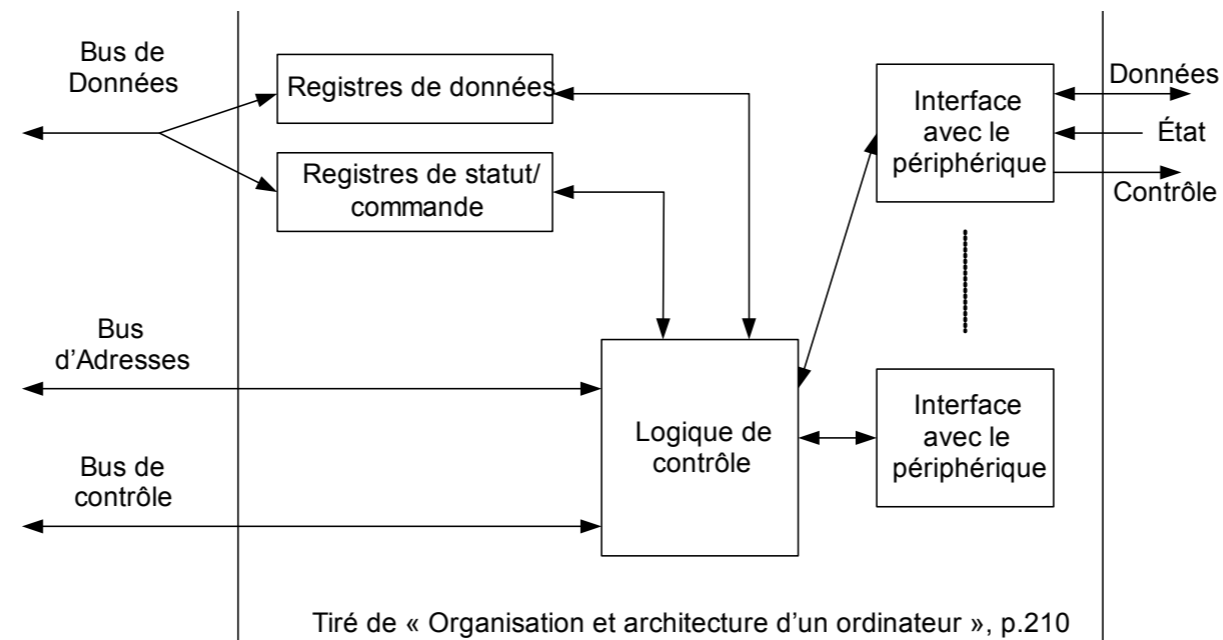 Bus de
Données
Registres de données
Registres de statut/
commande
Interface
avec le
périphérique
Données
État
Contrôle
Bus
d’Adresses
Bus de
contrôle
Logique de
contrôle
Interface
avec le
périphérique
Tiré de « Organisation et architecture d’un ordinateur », p.210